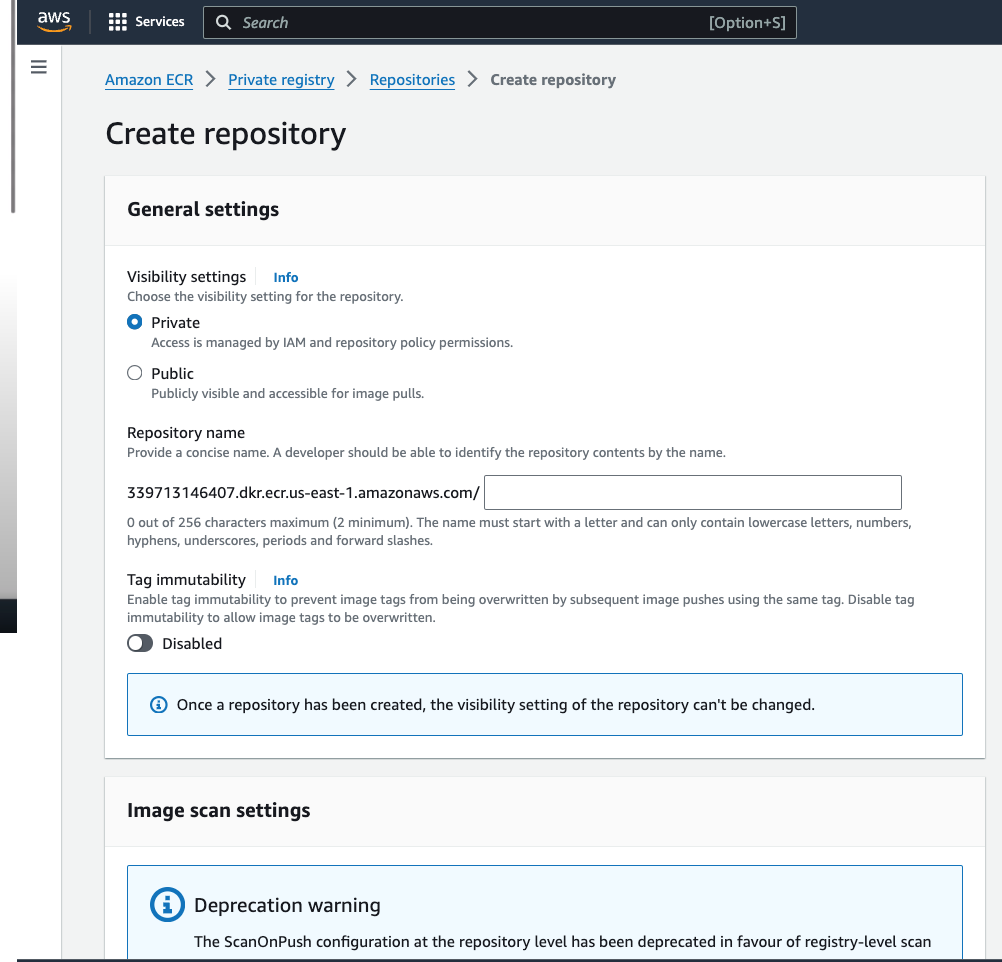 aws Services Search [Option+S]
Amazon ECR Private registry Repositories Create repository
Create repository
General settings
Visibility settings Info
Choose the visibility setting for the repository.
Private
Access is managed by IAM and repository policy permissions.
Public
Publicly visible and accessible for image pulls.
Repository name
Provide a concise name. A developer should be able to identify the repository contents by the name.
339713146407.dkr.ecr.us-east-1.amazonaws.com/
0 out of 256 characters maximum (2 minimum). The name must start with a letter and can only contain lowercase letters, numbers,
hyphens, underscores, periods and forward slashes.
Tag immutability Info
Enable tag immutability to prevent image tags from being overwritten by subsequent image pushes using the same tag. Disable tag
immutability to allow image tags to be overwritten.
Disabled
Once a repository has been created, the visibility setting of the repository can't be changed.
Image scan settings
Deprecation warning
The ScanOnPush configuration at the repository level has been deprecated in favour of registry-level scan